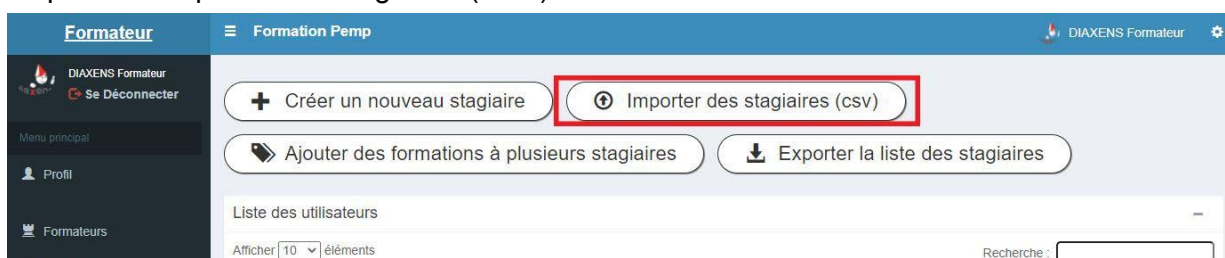 Formateur
Formation Pemp
DIAXENS Formateur
DIAXENS Formateur
Se Déconnecter
Créer un nouveau stagiaire
Importer des stagiaires (csv)
Menu principal
Ajouter des formations à plusieurs stagiaires
Exporter la liste des stagiaires
Profil
Liste des utilisateurs
Formateurs
Afficher 10 éléments
Recherche :